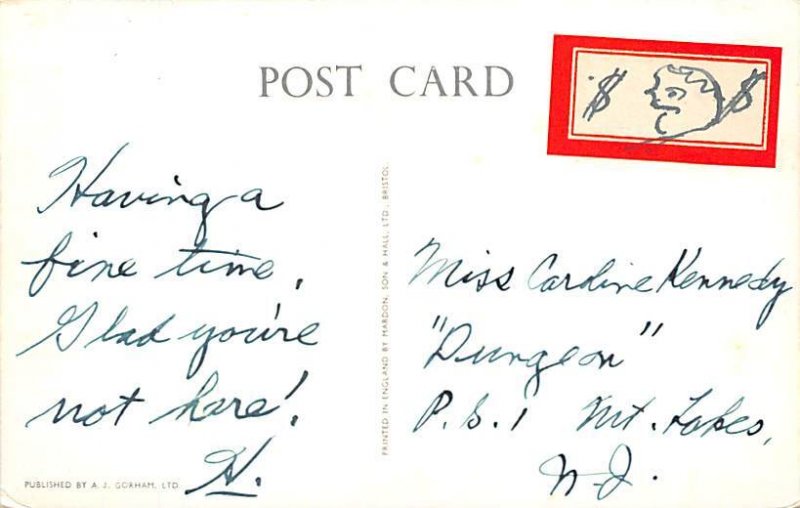 POST CARD
$ $
Having a
fine time,
Glad you're
not here!
H.
PUBLISHED BY A. J. GORHAM, LTD.
PRINTED IN ENGLAND BY MARDON, SON & HALL, LTD., BRISTOL
Miss Caroline Kennedy
"Dungeon"
P.S. 1 Mt. Lakes,
N.J.